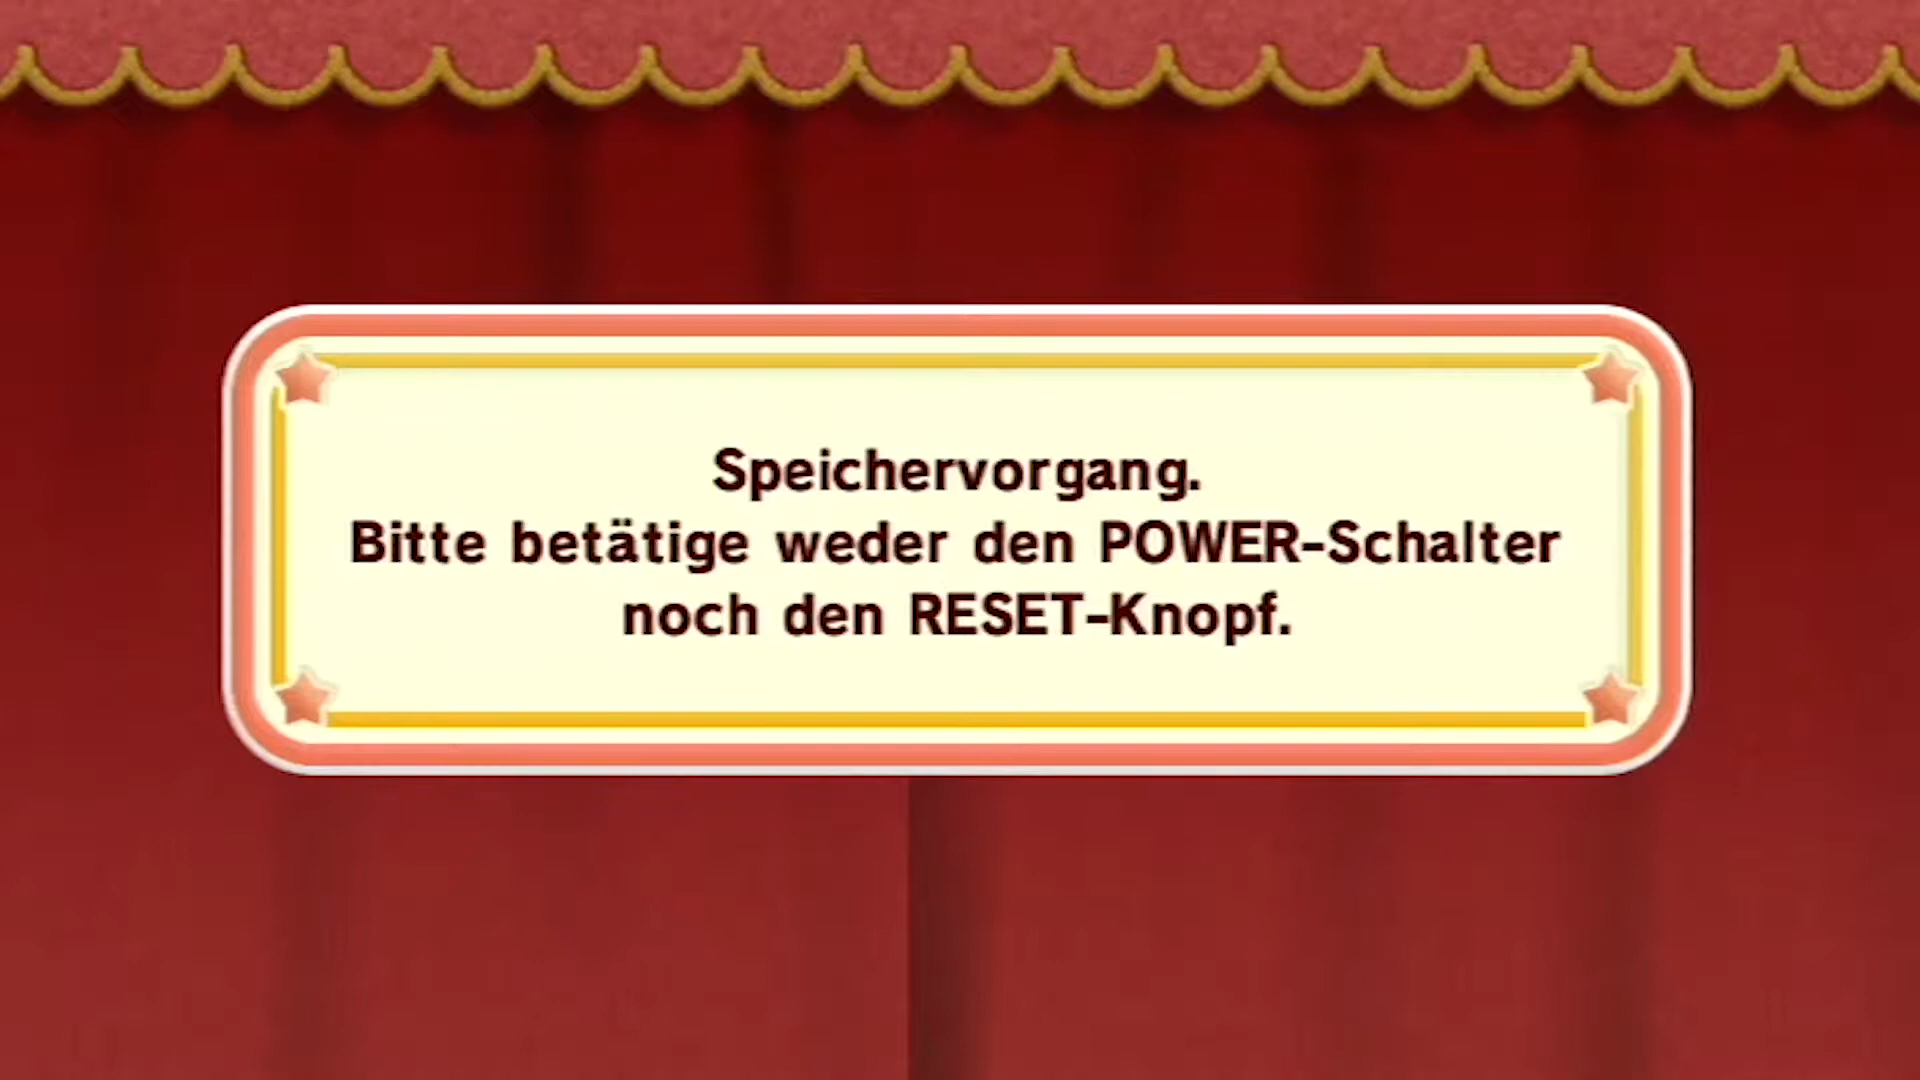 Speichervorgang.
Bitte betätige weder den POWER-Schalter
noch den RESET-Knopf.